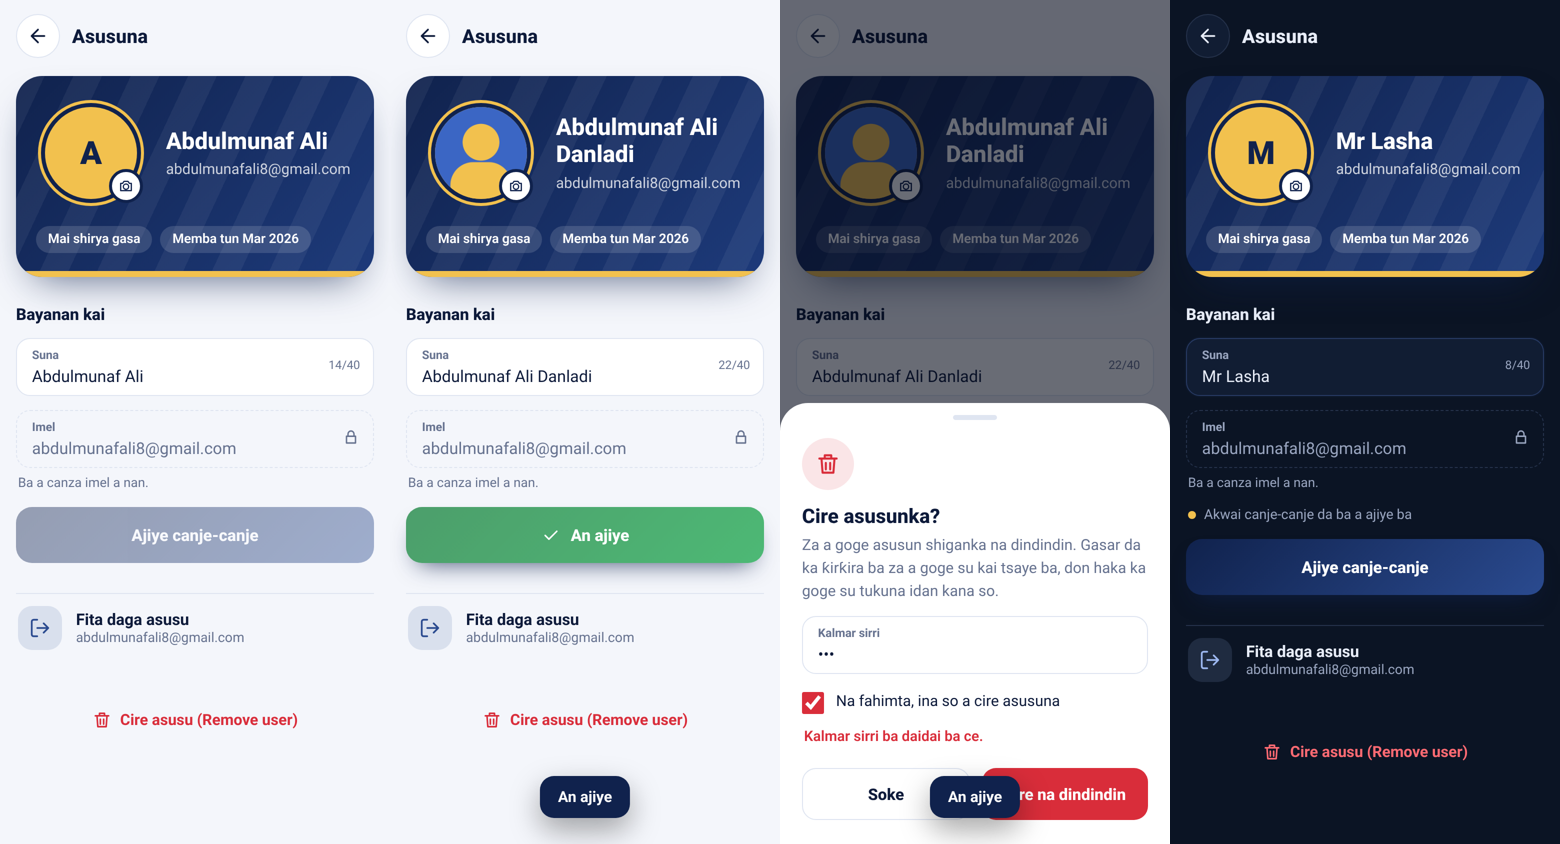 Asusuna
A
Abdulmunaf Ali
abdulmunafali8@gmail.com
Mai shirya gasa
Memba tun Mar 2026
Bayanan kai
Suna
Abdulmunaf Ali
14/40
Imel
abdulmunafali8@gmail.com
Ba a canza imel a nan.
Ajiye canje-canje
Fita daga asusu
abdulmunafali8@gmail.com
Cire asusu (Remove user)
Asusuna
Abdulmunaf Ali
Danladi
abdulmunafali8@gmail.com
Mai shirya gasa
Memba tun Mar 2026
Bayanan kai
Suna
Abdulmunaf Ali Danladi
22/40
Imel
abdulmunafali8@gmail.com
Ba a canza imel a nan.
An ajiye
Fita daga asusu
abdulmunafali8@gmail.com
Cire asusu (Remove user)
An ajiye
Asusuna
Abdulmunaf Ali
Danladi
abdulmunafali8@gmail.com
Mai shirya gasa
Memba tun Mar 2026
Bayanan kai
Suna
Abdulmunaf Ali Danladi
22/40
Cire asusunka?
Za a goge asusun shiganka na dindindin. Gasar da
ka ƙirƙira ba za a goge su kai tsaye ba, don haka ka
goge su tukuna idan kana so.
Kalmar sirri
•••
Na fahimta, ina so a cire asusuna
Kalmar sirri ba daidai ba ce.
Soke
An ajiye
re na dindindin
Asusuna
M
Mr Lasha
abdulmunafali8@gmail.com
Mai shirya gasa
Memba tun Mar 2026
Bayanan kai
Suna
Mr Lasha
8/40
Imel
abdulmunafali8@gmail.com
Ba a canza imel a nan.
Akwai canje-canje da ba a ajiye ba
Ajiye canje-canje
Fita daga asusu
abdulmunafali8@gmail.com
Cire asusu (Remove user)